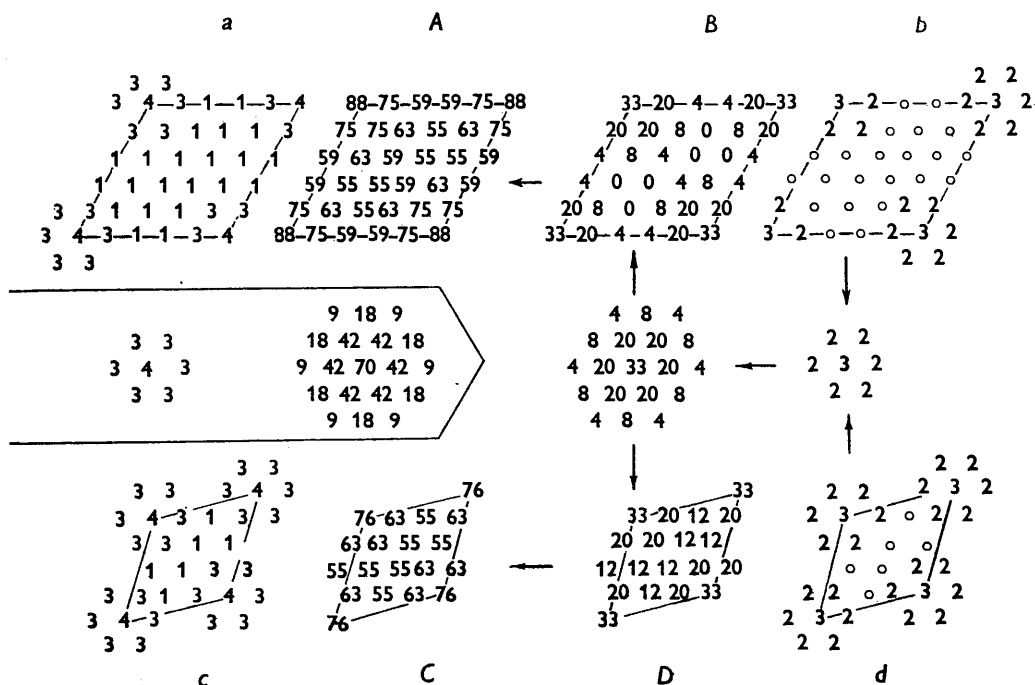 a A B b
3 3 2 2
3 4–3–1–1–3–4 88–75–59–59–75–88 33–20–4–4–20–33 3–2–o–o–2–3 2
3 3 1 1 1 3 75 75 63 55 63 75 20 20 8 0 8 20 2 2 o o o 2 2
1 1 1 1 1 1 59 63 59 55 55 59 4 8 4 0 0 4 o o o o o o
1 1 1 1 1 1 59 55 55 59 63 59 4 0 0 4 8 4 o o o o o o
3 3 1 1 1 3 3 75 63 55 63 75 75 20 8 0 8 20 20 2 o o o 2 2
3 4–3–1–1–3–4 88–75–59–59–75–88 33–20–4–4–20–33 3–2–o–o–2–3 2
3 3 2 2
9 18 9 4 8 4
3 3 18 42 42 18 8 20 20 8 2 2
3 4 3 9 42 70 42 9 4 20 33 20 4 2 3 2
3 3 18 42 42 18 8 20 20 8 2 2
9 18 9 4 8 4
3 3 2 2
3 3 3 4 3 76 33 2 2 2 3 2
3 4 3 1 3 3 76 63 55 63 33 20 12 20 2 3 2 o 2 2
3 3 1 1 63 63 55 55 20 20 12 12 2 2 o o
1 1 3 3 55 55 55 63 63 12 12 12 20 20 o o 2 2
3 3 1 3 4 3 63 55 63 76 20 12 20 33 2 2 o 2 3 2
3 4 3 3 3 76 33 2 3 2 2 2
3 3 2 2
c C D d